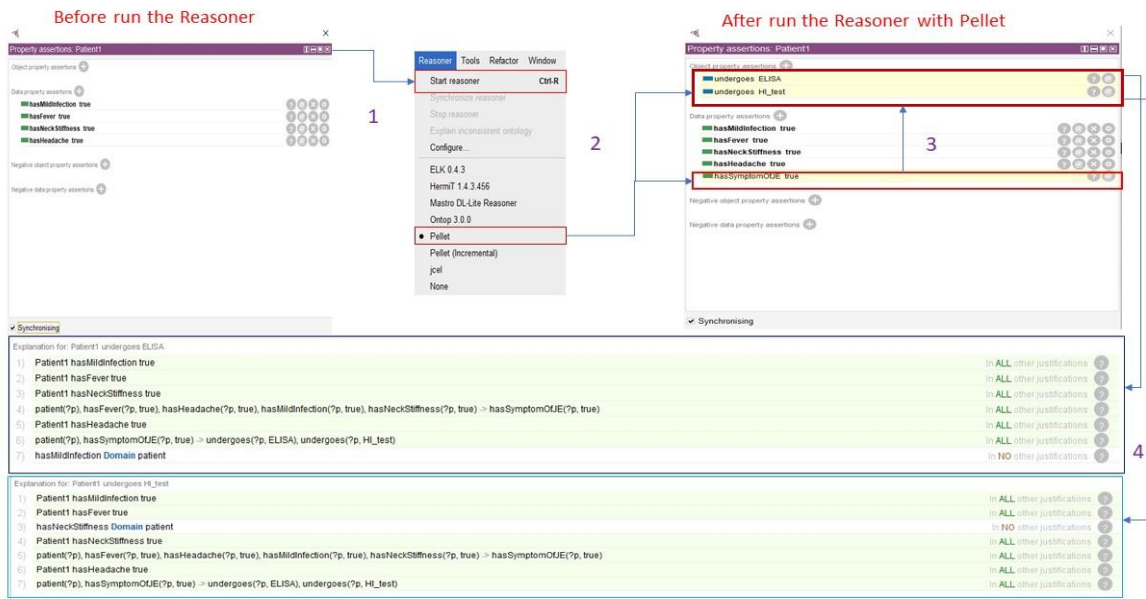 Before run the Reasoner
Property assertions: Patient1
Object property assertions
Data property assertions
hasMildInfection true
hasFever true
hasNeckStiffness true
hasHeadache true
Negative object property assertions
Negative data property assertions
Synchronising
1
Reasoner Tools Refactor Window
Start reasoner Ctrl-R
Synchronize reasoner
Stop reasoner
Explain inconsistent ontology
Configure...
ELK 0.4.3
HermiT 1.4.3.456
Mastro DL-Lite Reasoner
Ontop 3.0.0
Pellet
Pellet (Incremental)
jcel
None
2
After run the Reasoner with Pellet
Property assertions: Patient1
Object property assertions
undergoes ELISA
undergoes HI_test
Data property assertions
hasMildInfection true
hasFever true
hasNeckStiffness true
hasHeadache true
hasSymptomOfJE true
3
Negative object property assertions
Negative data property assertions
Synchronising
Explanation for: Patient1 undergoes ELISA
1) Patient1 hasMildInfection true In ALL other justifications ?
2) Patient1 hasFever true In ALL other justifications ?
3) Patient1 hasNeckStiffness true In ALL other justifications ?
4) patient(?p), hasFever(?p, true), hasHeadache(?p, true), hasMildInfection(?p, true), hasNeckStiffness(?p, true) -> hasSymptomOfJE(?p, true) In ALL other justifications ?
5) Patient1 hasHeadache true In ALL other justifications ?
6) patient(?p), hasSymptomOfJE(?p, true) -> undergoes(?p, ELISA), undergoes(?p, HI_test) In ALL other justifications ?
7) hasMildInfection Domain patient In NO other justifications ?
4
Explanation for: Patient1 undergoes HI_test
1) Patient1 hasMildInfection true In ALL other justifications ?
2) Patient1 hasFever true In ALL other justifications ?
3) hasNeckStiffness Domain patient In NO other justifications ?
4) Patient1 hasNeckStiffness true In ALL other justifications ?
5) patient(?p), hasFever(?p, true), hasHeadache(?p, true), hasMildInfection(?p, true), hasNeckStiffness(?p, true) -> hasSymptomOfJE(?p, true) In ALL other justifications ?
6) Patient1 hasHeadache true In ALL other justifications ?
7) patient(?p), hasSymptomOfJE(?p, true) -> undergoes(?p, ELISA), undergoes(?p, HI_test) In ALL other justifications ?